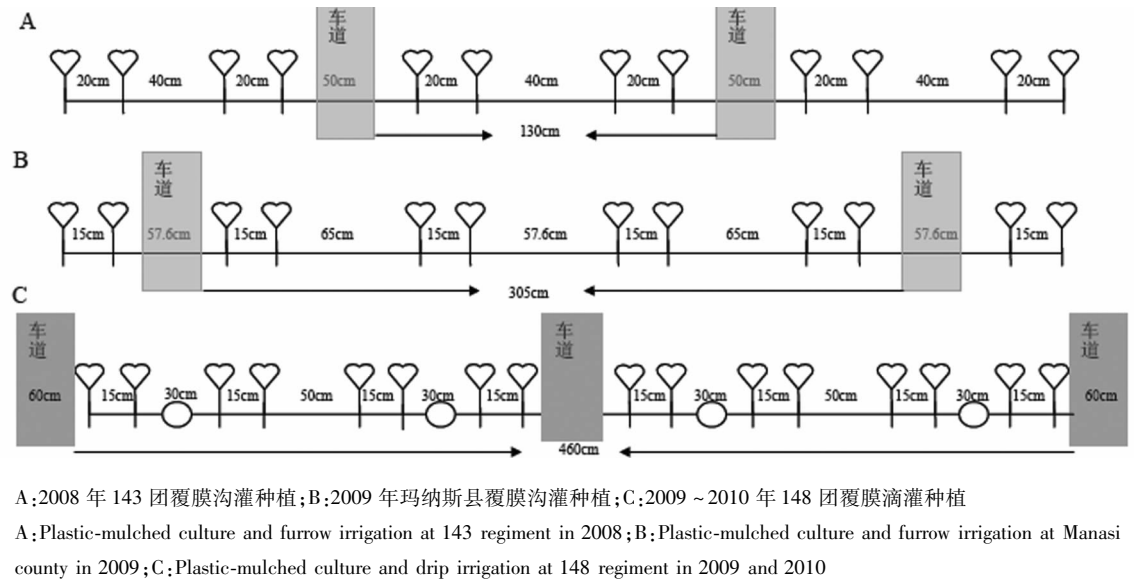 A
车
道
车
道
20cm 40cm 20cm 50cm 20cm 40cm 20cm 50cm 20cm 40cm 20cm
130cm
B
车
道
车
道
15cm 57.6cm 15cm 65cm 15cm 57.6cm 15cm 65cm 15cm 57.6cm 15cm
305cm
C
车
道
车
道
车
道
60cm 15cm 30cm 15cm 50cm 15cm 30cm 15cm 15cm 30cm 15cm 50cm 15cm 30cm 15cm 60cm
460cm
A:2008 年 143 团覆膜沟灌种植;B:2009 年玛纳斯县覆膜沟灌种植;C:2009 ~ 2010 年 148 团覆膜滴灌种植
A:Plastic-mulched culture and furrow irrigation at 143 regiment in 2008;B:Plastic-mulched culture and furrow irrigation at Manasi
county in 2009;C:Plastic-mulched culture and drip irrigation at 148 regiment in 2009 and 2010